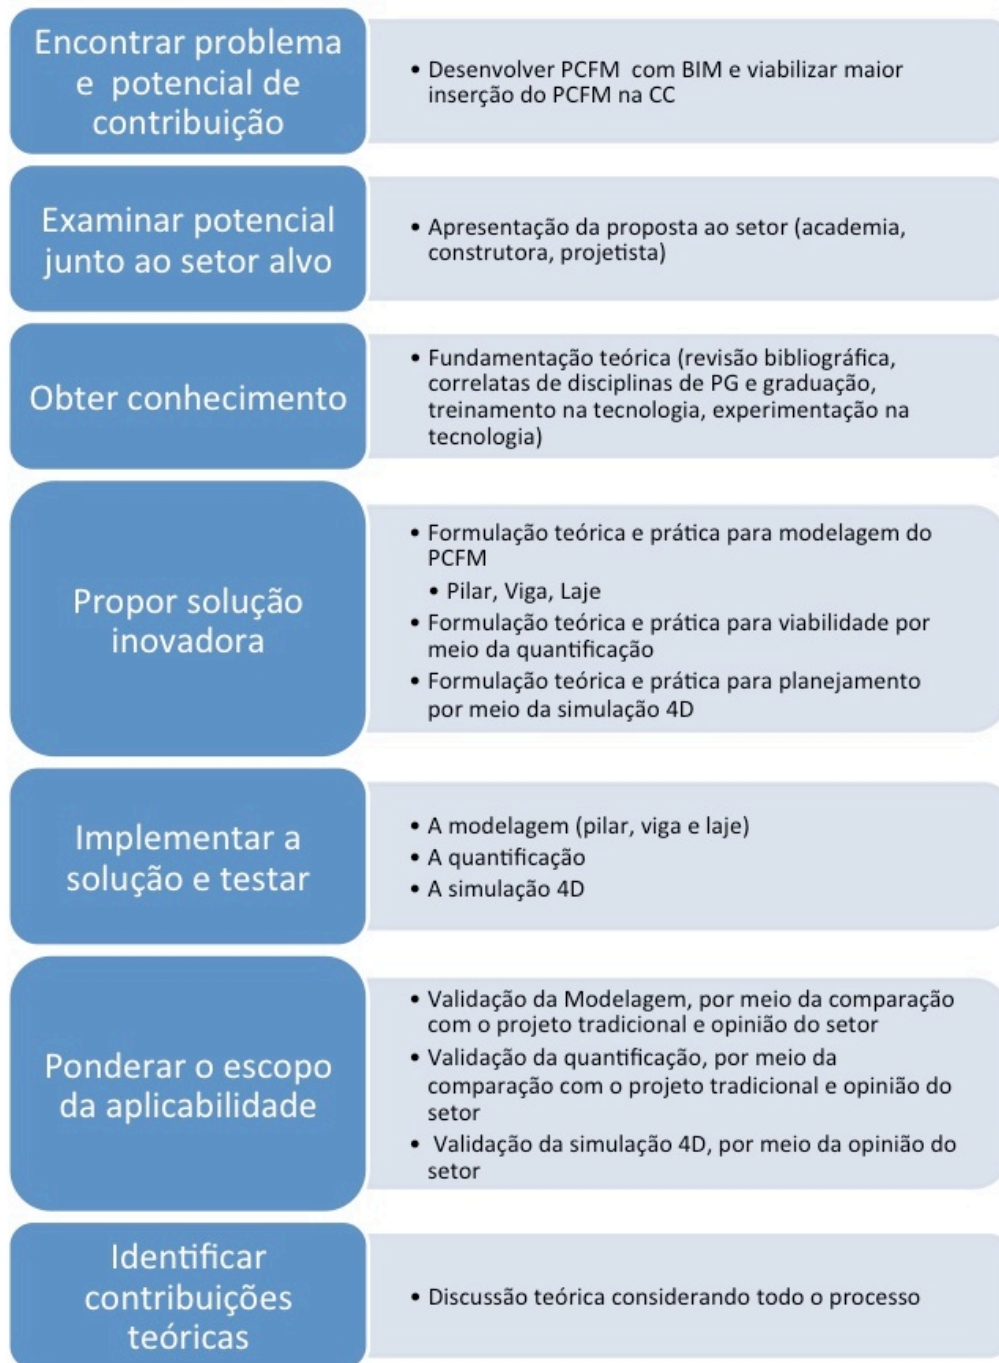 Encontrar problema
e potencial de
contribuição
• Desenvolver PCFM com BIM e viabilizar maior
inserção do PCFM na CC
Examinar potencial
junto ao setor alvo
• Apresentação da proposta ao setor (academia,
construtora, projetista)
Obter conhecimento
• Fundamentação teórica (revisão bibliográfica,
correlatas de disciplinas de PG e graduação,
treinamento na tecnologia, experimentação na
tecnologia)
Propor solução
inovadora
• Formulação teórica e prática para modelagem do
PCFM
• Pilar, Viga, Laje
• Formulação teórica e prática para viabilidade por
meio da quantificação
• Formulação teórica e prática para planejamento
por meio da simulação 4D
Implementar a
solução e testar
• A modelagem (pilar, viga e laje)
• A quantificação
• A simulação 4D
Ponderar o escopo
da aplicabilidade
• Validação da Modelagem, por meio da comparação
com o projeto tradicional e opinião do setor
• Validação da quantificação, por meio da
comparação com o projeto tradicional e opinião do
setor
• Validação da simulação 4D, por meio da opinião do
setor
Identificar
contribuições
teóricas
• Discussão teórica considerando todo o processo